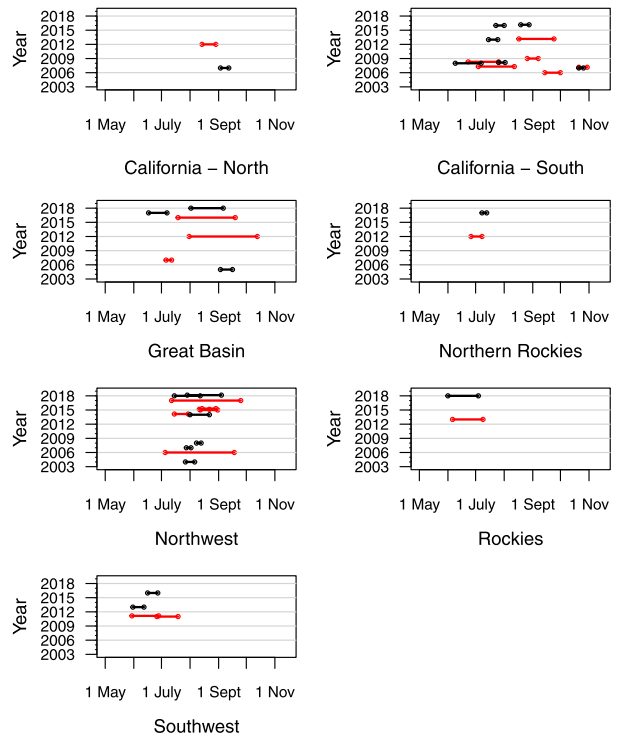 Year
2018
2015
2012
2009
2006
2003
1 May 1 July 1 Sept 1 Nov
California − North
Year
2018
2015
2012
2009
2006
2003
1 May 1 July 1 Sept 1 Nov
California − South
Year
2018
2015
2012
2009
2006
2003
1 May 1 July 1 Sept 1 Nov
Great Basin
Year
2018
2015
2012
2009
2006
2003
1 May 1 July 1 Sept 1 Nov
Northern Rockies
Year
2018
2015
2012
2009
2006
2003
1 May 1 July 1 Sept 1 Nov
Northwest
Year
2018
2015
2012
2009
2006
2003
1 May 1 July 1 Sept 1 Nov
Rockies
Year
2018
2015
2012
2009
2006
2003
1 May 1 July 1 Sept 1 Nov
Southwest